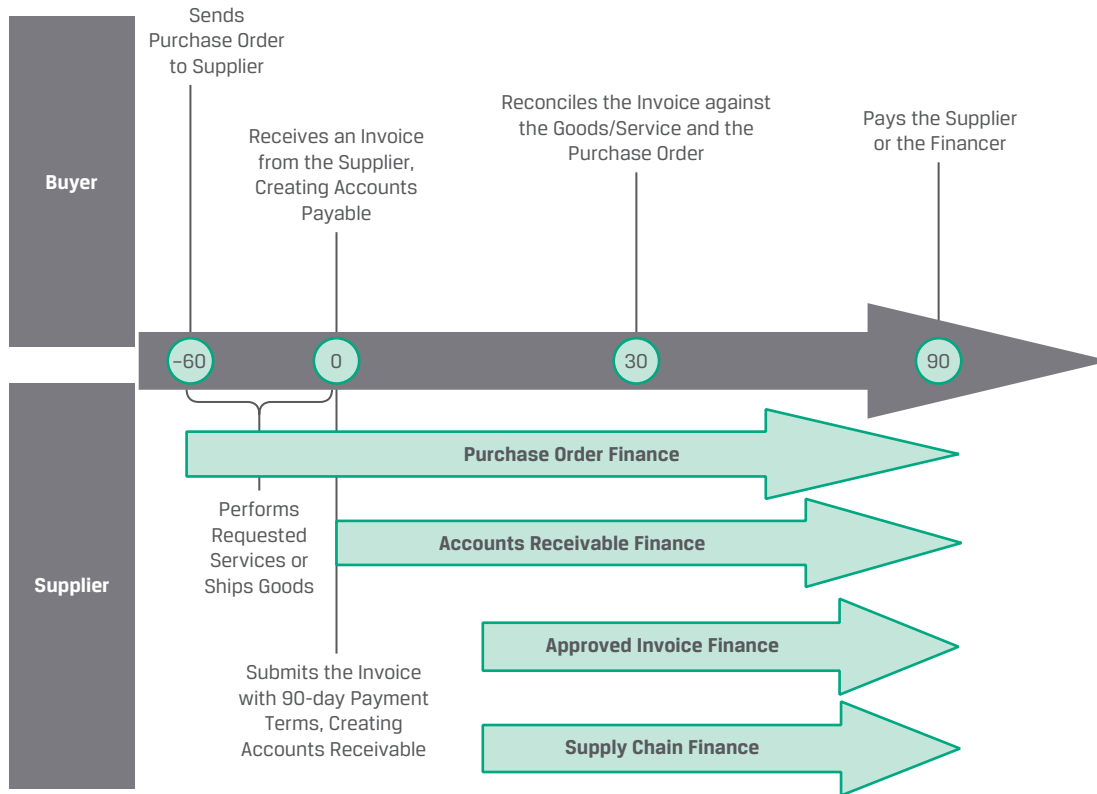 Sends
Purchase Order
to Supplier
Receives an Invoice
from the Supplier,
Creating Accounts
Payable
Reconciles the Invoice against
the Goods/Service and the
Purchase Order
Pays the Supplier
or the Financer
Buyer
–60
0
30
90
Purchase Order Finance
Performs
Requested
Services or
Ships Goods
Accounts Receivable Finance
Supplier
Approved Invoice Finance
Submits the Invoice
with 90-day Payment
Terms, Creating
Accounts Receivable
Supply Chain Finance